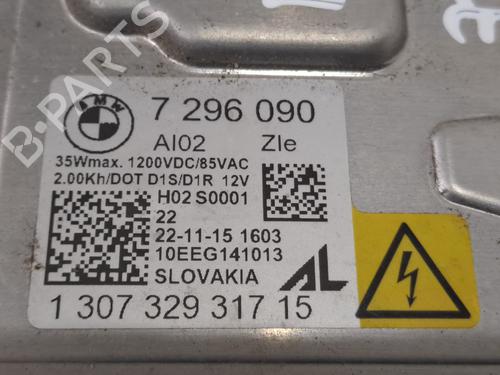 B-PARTS
BMW
7 296 090
AI02 Zle
35Wmax. 1200VDC/85VAC
2.00Kh/DOT D1S/D1R 12V
H02 S0001
22
22-11-15 1603
10EEG141013
SLOVAKIA AL
1 307 329 317 15